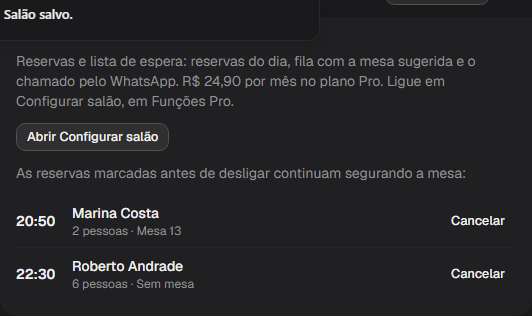 Salão salvo.
Reservas e lista de espera: reservas do dia, fila com a mesa sugerida e o
chamado pelo WhatsApp. R$ 24,90 por mês no plano Pro. Ligue em
Configurar salão, em Funções Pro.
Abrir Configurar salão
As reservas marcadas antes de desligar continuam segurando a mesa:
20:50 Marina Costa Cancelar
2 pessoas · Mesa 13
22:30 Roberto Andrade Cancelar
6 pessoas · Sem mesa